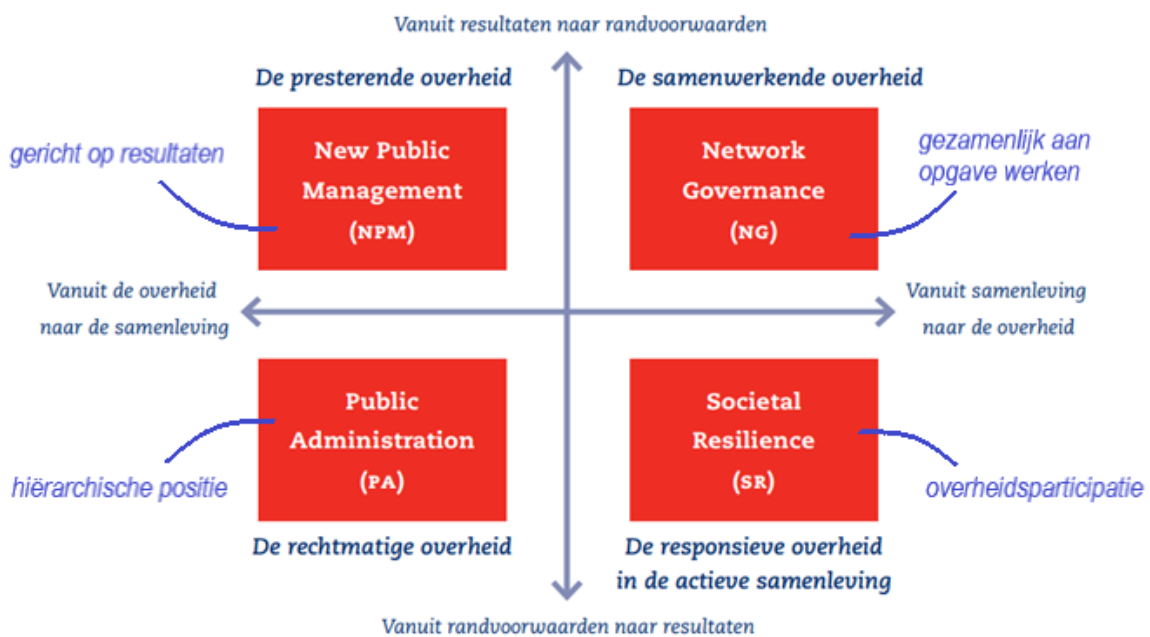 Vanuit resultaten naar randvoorwaarden
De presterende overheid
De samenwerkende overheid
gericht op resultaten
New Public
Management
(NPM)
Network
Governance
(NG)
gezamenlijk aan
opgave werken
Vanuit de overheid
naar de samenleving
Vanuit samenleving
naar de overheid
hiërarchische positie
Public
Administration
(PA)
Societal
Resilience
(SR)
overheidsparticipatie
De rechtmatige overheid
De responsieve overheid
in de actieve samenleving
Vanuit randvoorwaarden naar resultaten